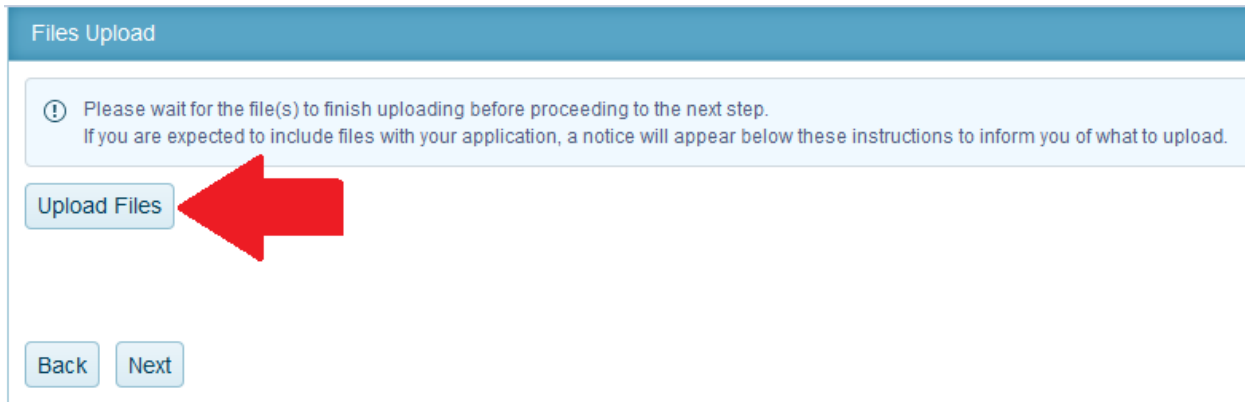 Files Upload
Please wait for the file(s) to finish uploading before proceeding to the next step.
If you are expected to include files with your application, a notice will appear below these instructions to inform you of what to upload.
Upload Files
Back Next